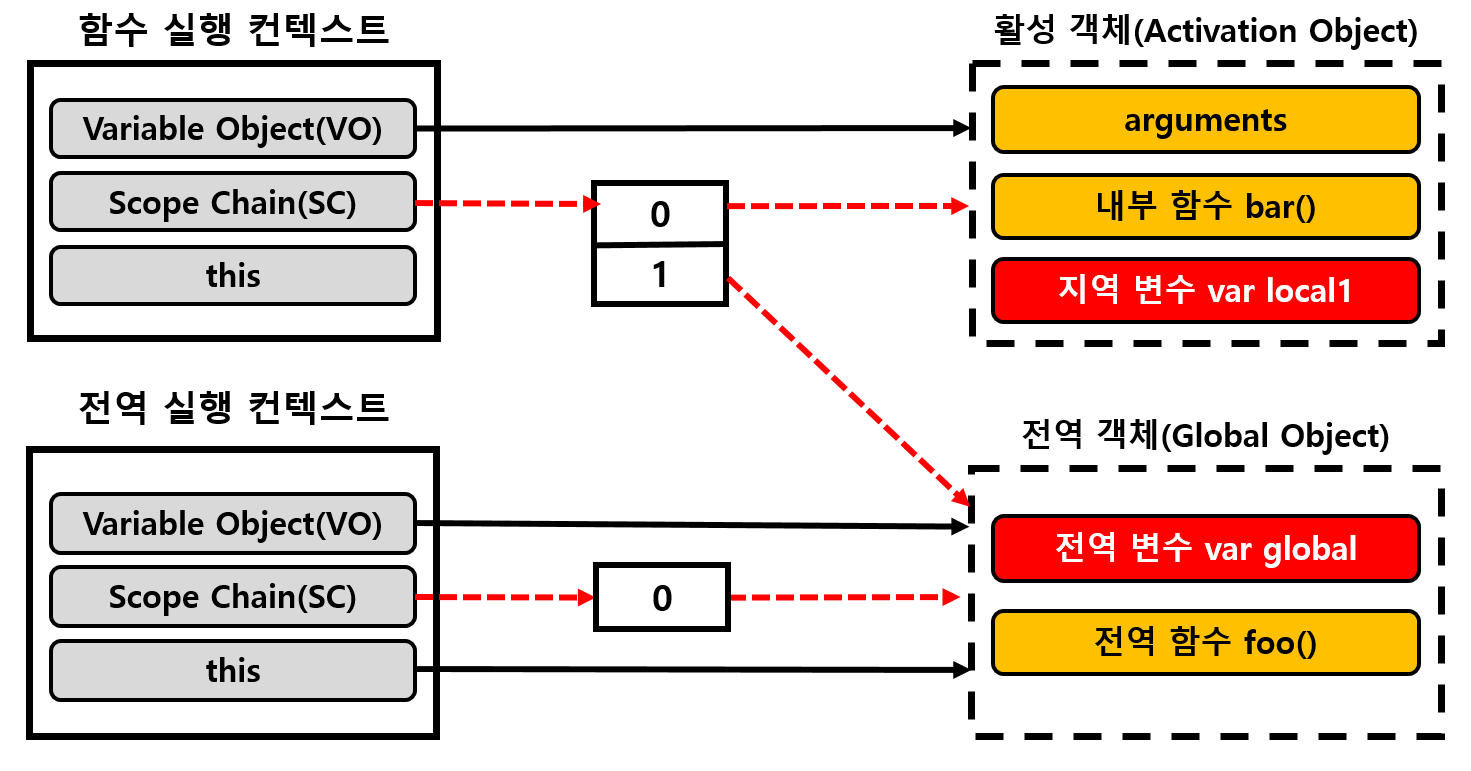 함수 실행 컨텍스트
Variable Object(VO)
Scope Chain(SC)
this
0
1
활성 객체(Activation Object)
arguments
내부 함수 bar()
지역 변수 var local1
전역 실행 컨텍스트
Variable Object(VO)
Scope Chain(SC)
this
0
전역 객체(Global Object)
전역 변수 var global
전역 함수 foo()